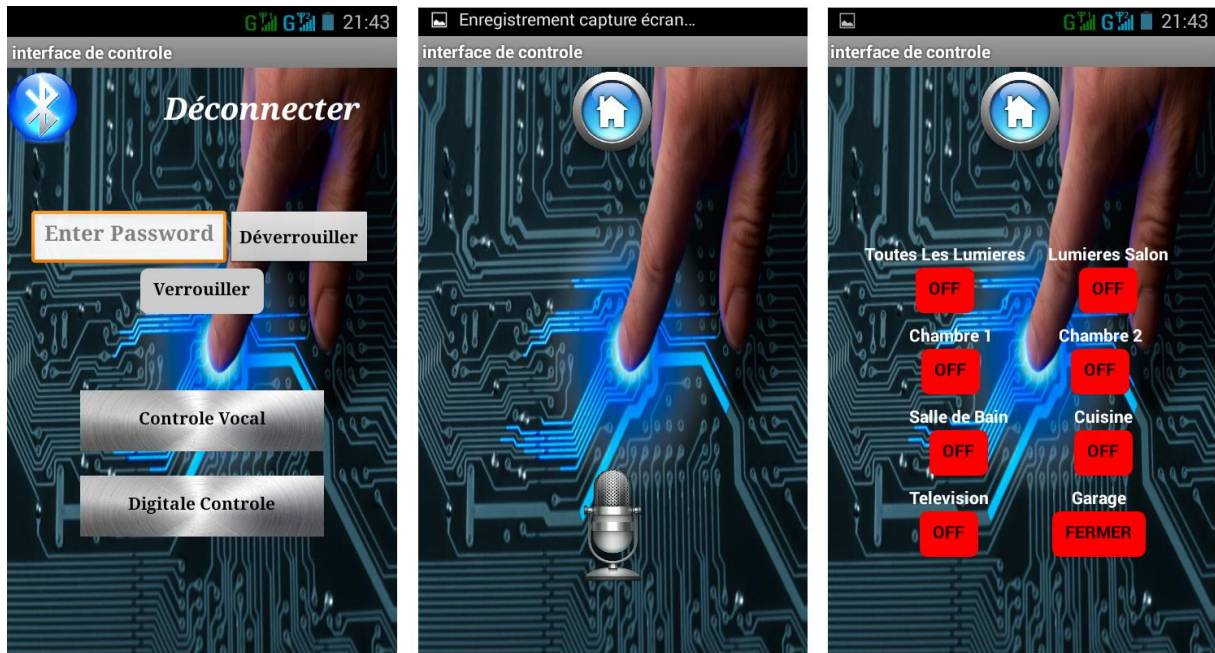 G G 21:43
interface de controle
Déconnecter
Enter Password
Déverrouiller
Verrouiller
Controle Vocal
Digitale Controle
Enregistrement capture écran...
interface de controle
G G 21:43
interface de controle
Toutes Les Lumieres Lumieres Salon
OFF OFF
Chambre 1 Chambre 2
OFF OFF
Salle de Bain Cuisine
OFF OFF
Television Garage
OFF FERMER